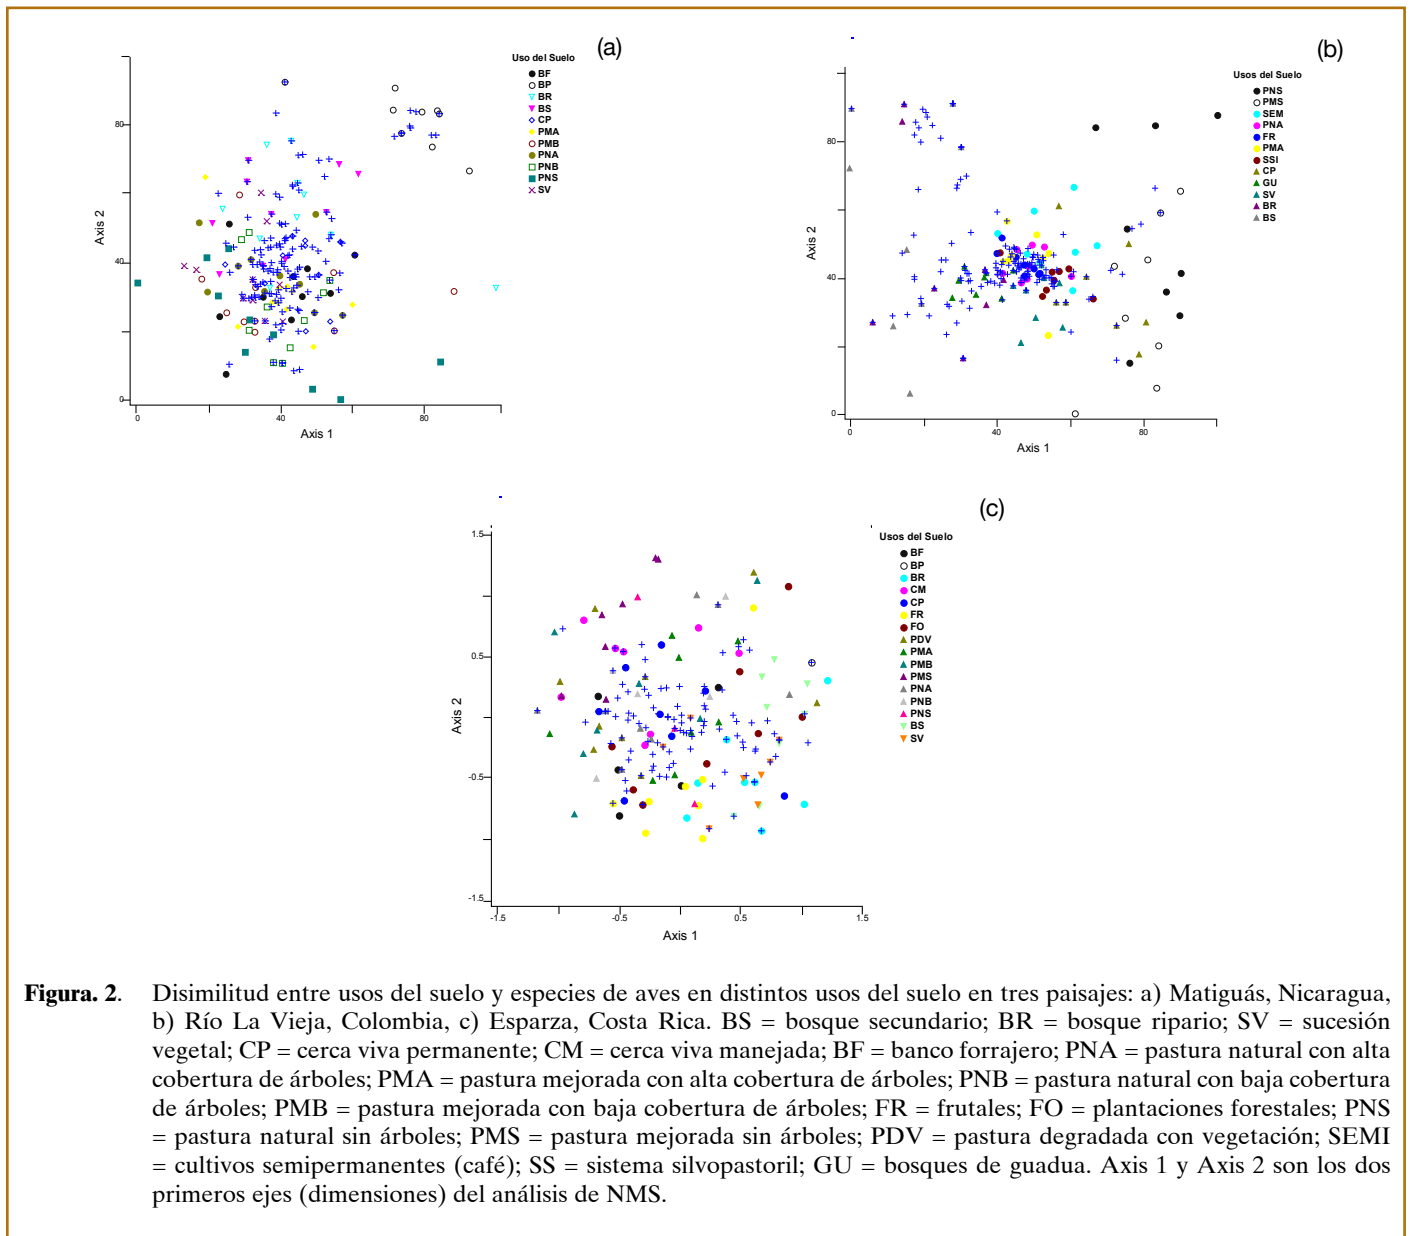 (a)
Uso del Suelo
BF
BP
BR
BS
CP
PMA
PMB
PNA
PNB
PNS
SV
Axis 2
80
40
0
0
40
80
Axis 1
(b)
Usos del Suelo
PNS
PMS
SEM
PNA
FR
PMA
SSI
CP
GU
SV
BR
BS
Axis 2
80
40
0
0
40
80
Axis 1
(c)
Usos del Suelo
BF
BP
BR
CM
CP
FR
FO
PDV
PMA
PMB
PMS
PNA
PNB
PNS
BS
SV
Axis 2
1.5
0.5
-0.5
-1.5
-1.5
-0.5
0.5
1.5
Axis 1
Figura. 2. Disimilitud entre usos del suelo y especies de aves en distintos usos del suelo en tres paisajes: a) Matiguás, Nicaragua,
b) Río La Vieja, Colombia, c) Esparza, Costa Rica. BS = bosque secundario; BR = bosque ripario; SV = sucesión
vegetal; CP = cerca viva permanente; CM = cerca viva manejada; BF = banco forrajero; PNA = pastura natural con alta
cobertura de árboles; PMA = pastura mejorada con alta cobertura de árboles; PNB = pastura natural con baja cobertura
de árboles; PMB = pastura mejorada con baja cobertura de árboles; FR = frutales; FO = plantaciones forestales; PNS
= pastura natural sin árboles; PMS = pastura mejorada sin árboles; PDV = pastura degradada con vegetación; SEMI
= cultivos semipermanentes (café); SS = sistema silvopastoril; GU = bosques de guadua. Axis 1 y Axis 2 son los dos
primeros ejes (dimensiones) del análisis de NMS.